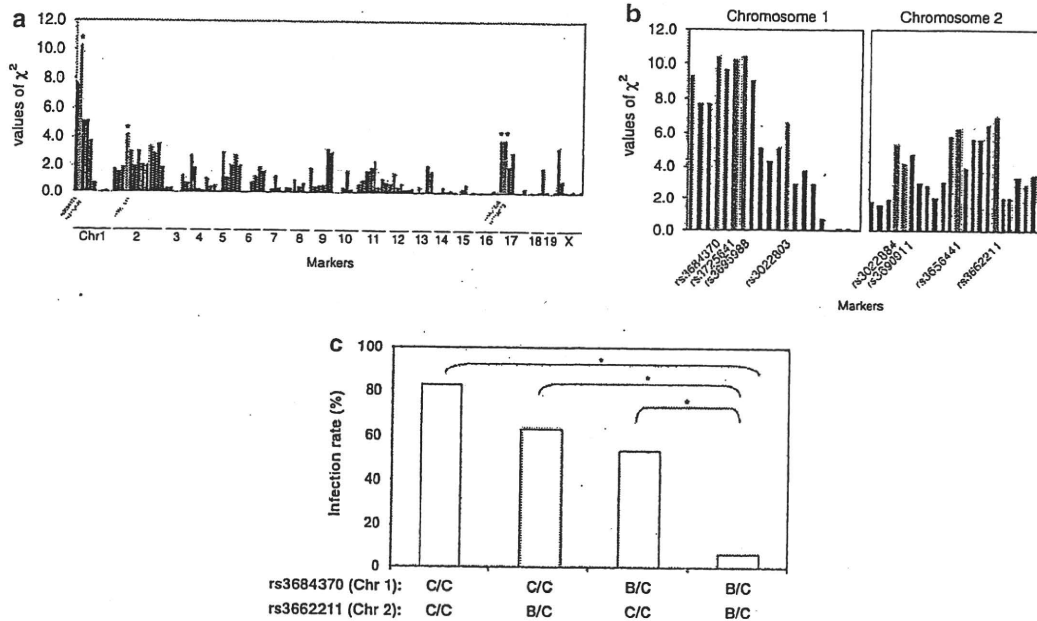 a
values of χ²
12.0
10.0
8.0
6.0
4.0
2.0
0.0
*
*
* *
Chr1 2 3 4 5 6 7 8 9 10 11 12 13 14 15 16 17 18 19 X
Markers
b
Chromosome 1
Chromosome 2
values of χ²
12.0
10.0
8.0
6.0
4.0
2.0
0.0
rs3684370
rs3725641
rs3695988
rs3022803
rs3022884
rs3690911
rs3656441
rs3662211
Markers
c
Infection rate (%)
100
80
60
40
20
0
*
*
*
rs3684370 (Chr 1): C/C C/C B/C B/C
rs3662211 (Chr 2): C/C B/C C/C B/C